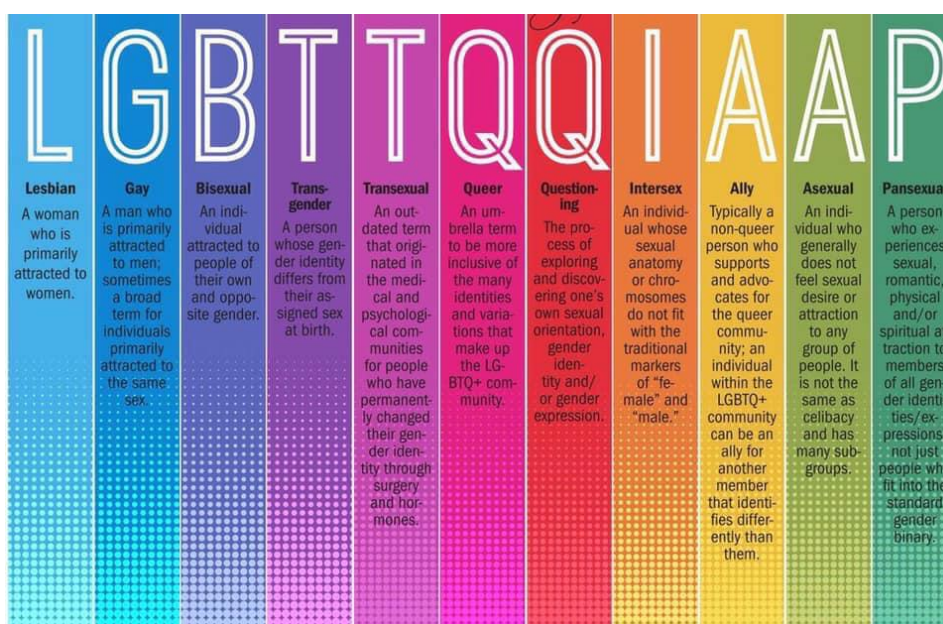 L G B T T Q Q I A A P
Lesbian
A woman
who is
primarily
attracted to
women.
Gay
A man who
is primarily
attracted
to men;
sometimes
a broad
term for
individuals
primarily
attracted to
the same
sex.
Bisexual
An indi-
vidual
attracted to
people of
their own
and oppo-
site gender.
Trans-
gender
A person
whose gen-
der identity
differs from
their as-
signed sex
at birth.
Transexual
An out-
dated term
that origi-
nated in
the medi-
cal and
psychologi-
cal com-
munities
for people
who have
permanent-
ly changed
their gen-
der iden-
tity through
surgery
and hor-
mones.
Queer
An um-
brella term
to be more
inclusive of
the many
identities
and varia-
tions that
make up
the LG-
BTQ+ com-
munity.
Question-
ing
The pro-
cess of
exploring
and discov-
ering one's
own sexual
orientation,
gender
iden-
tity and/
or gender
expression.
Intersex
An individ-
ual whose
sexual
anatomy
or chro-
mosomes
do not fit
with the
traditional
markers
of “fe-
male” and
“male.”
Ally
Typically a
non-queer
person who
supports
and advo-
cates for
the queer
commu-
nity; an
individual
within the
LGBTQ+
community
can be an
ally for
another
member
that identi-
fies differ-
ently than
them.
Asexual
An indi-
vidual who
generally
does not
feel sexual
desire or
attraction
to any
group of
people. It
is not the
same as
celibacy
and has
many sub-
groups.
Pansexua
A person
who ex-
periences
sexual,
romantic,
physical
and/or
spiritual a
traction to
members
of all gen
der identi
ties/ex-
pressions,
not just
people wh
fit into the
standard
gender
binary.